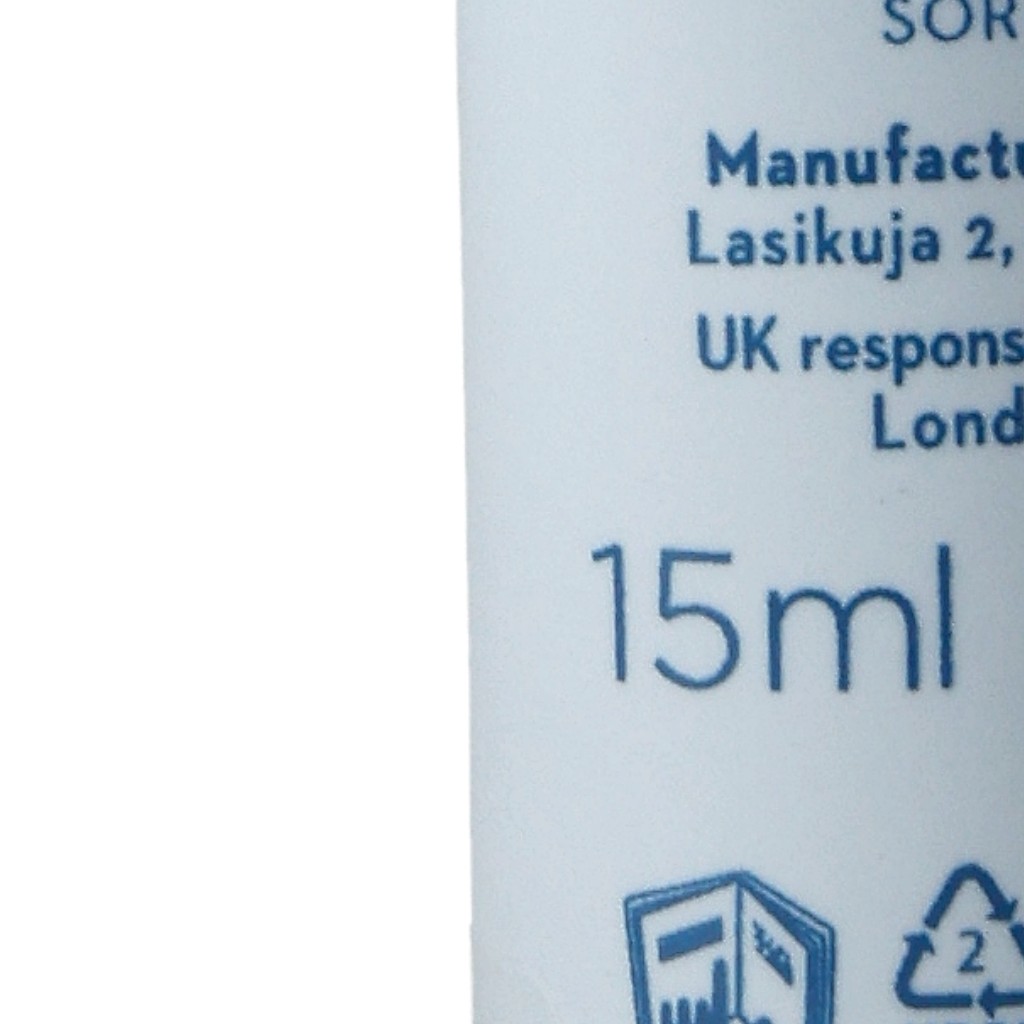 SOR
Manufactu
Lasikuja 2,
UK respons
Lond
15ml
2